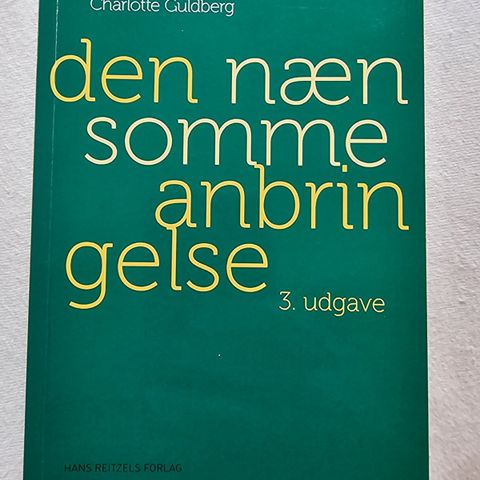 Charlotte Guldberg
den næn
somme
anbrin
gelse
3. udgave
HANS REITZELS FORLAG